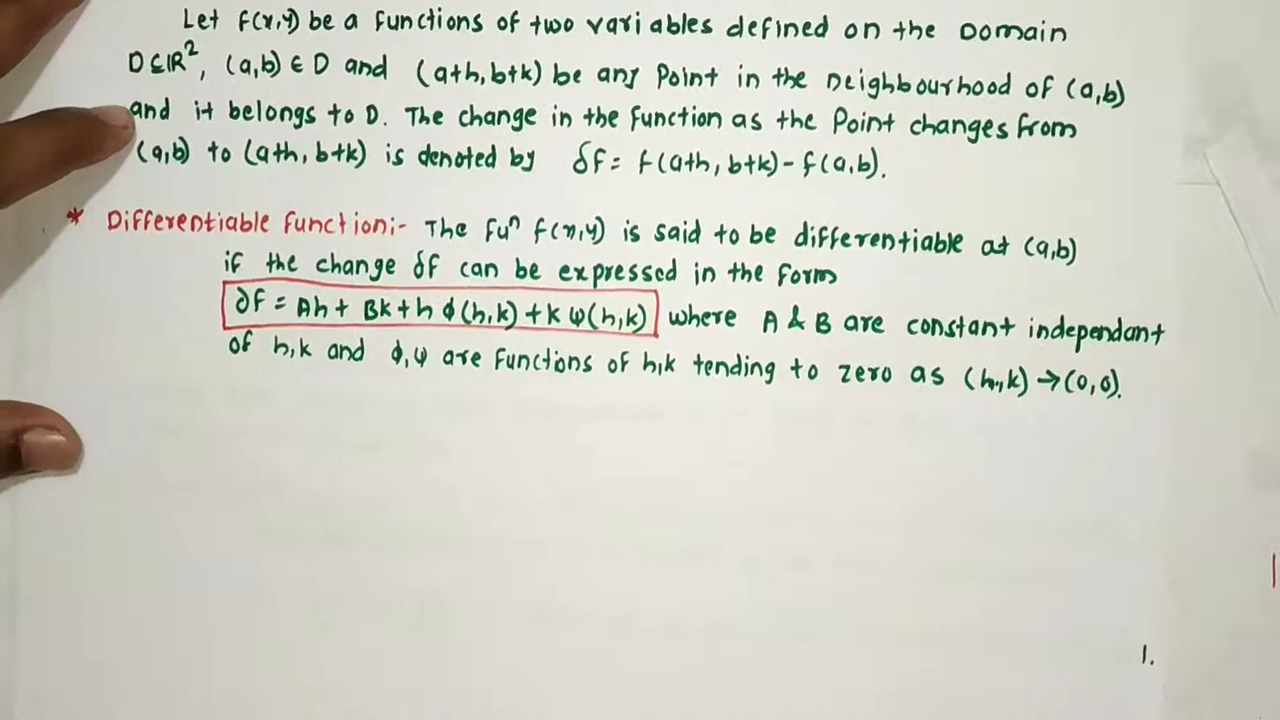 Let f(x,y) be a functions of two variables defined on the Domain
D⊆ℝ², (a,b) ∈ D and (a+h, b+k) be any Point in the neighbourhood of (a,b)
and it belongs to D. The change in the function as the Point changes from
(a,b) to (a+h, b+k) is denoted by δf = f(a+h, b+k) - f(a,b).
* Differentiable function:- The Fuⁿ f(x,y) is said to be differentiable at (a,b)
if the change δf can be expressed in the form
∂f = Ah + Bk + h ϕ(h,k) + k ψ(h,k) where A & B are constant independant
of h,k and ϕ,ψ are functions of h,k tending to zero as (h,k) → (0,0).
1.